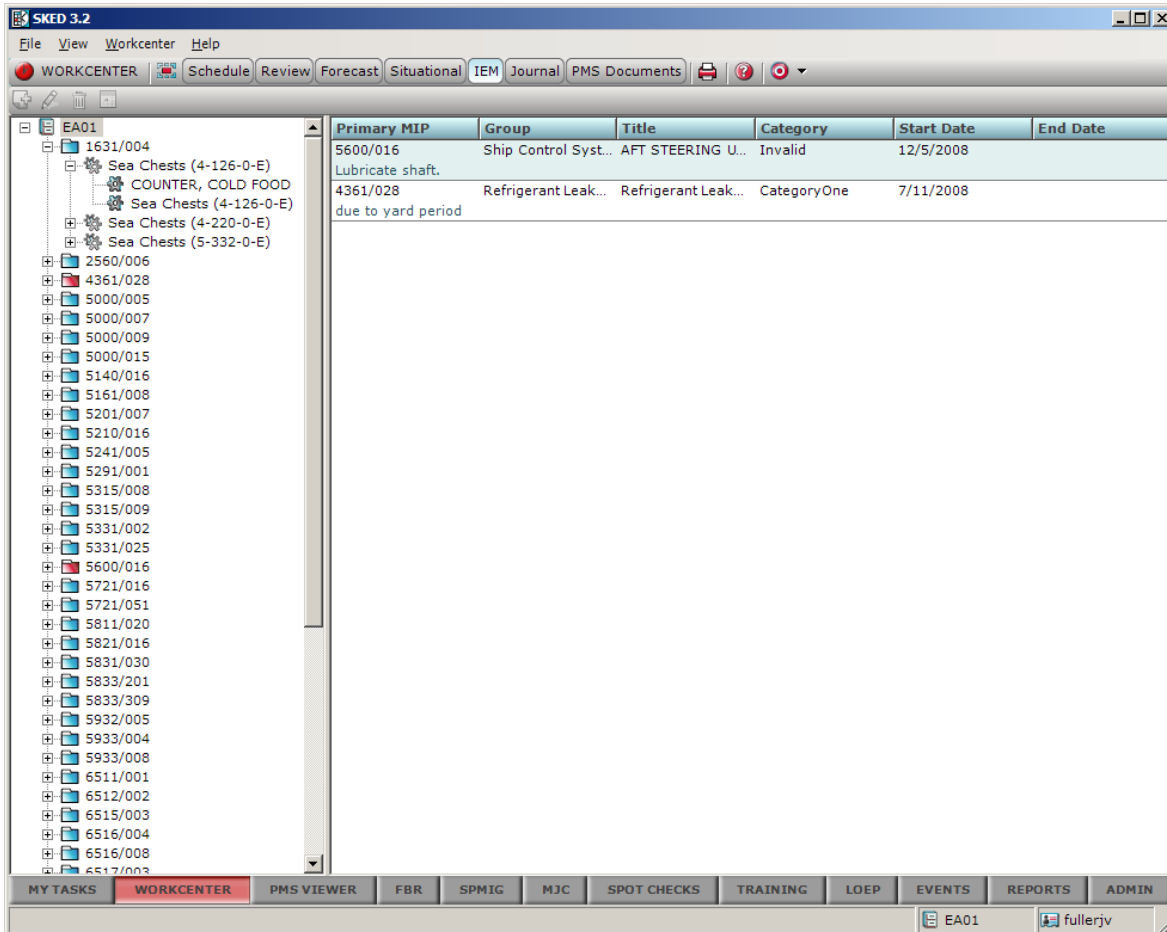 SKED 3.2
File View Workcenter Help
WORKCENTER Schedule Review Forecast Situational IEM Journal PMS Documents
EA01
1631/004
Sea Chests (4-126-0-E)
COUNTER, COLD FOOD
Sea Chests (4-126-0-E)
Sea Chests (4-220-0-E)
Sea Chests (5-332-0-E)
2560/006
4361/028
5000/005
5000/007
5000/009
5000/015
5140/016
5161/008
5201/007
5210/016
5241/005
5291/001
5315/008
5315/009
5331/002
5331/025
5600/016
5721/016
5721/051
5811/020
5821/016
5831/030
5833/201
5833/309
5932/005
5933/004
5933/008
6511/001
6512/002
6515/003
6516/004
6516/008
6517/003
Primary MIP Group Title Category Start Date End Date
5600/016 Ship Control Syst... AFT STEERING U... Invalid 12/5/2008
Lubricate shaft.
4361/028 Refrigerant Leak... Refrigerant Leak... CategoryOne 7/11/2008
due to yard period
MY TASKS WORKCENTER PMS VIEWER FBR SPMIG MJC SPOT CHECKS TRAINING LOEP EVENTS REPORTS ADMIN
EA01 fullerjv